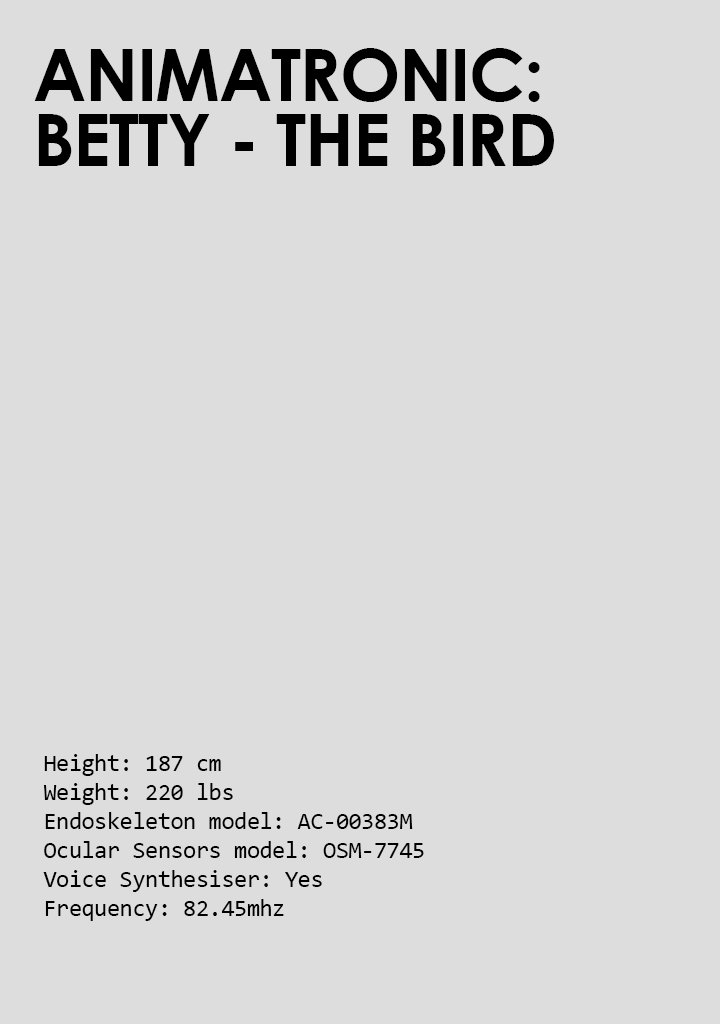 ANIMATRONIC:
BETTY - THE BIRD
Height: 187 cm
Weight: 220 lbs
Endoskeleton model: AC-00383M
Ocular Sensors model: OSM-7745
Voice Synthesiser: Yes
Frequency: 82.45mhz